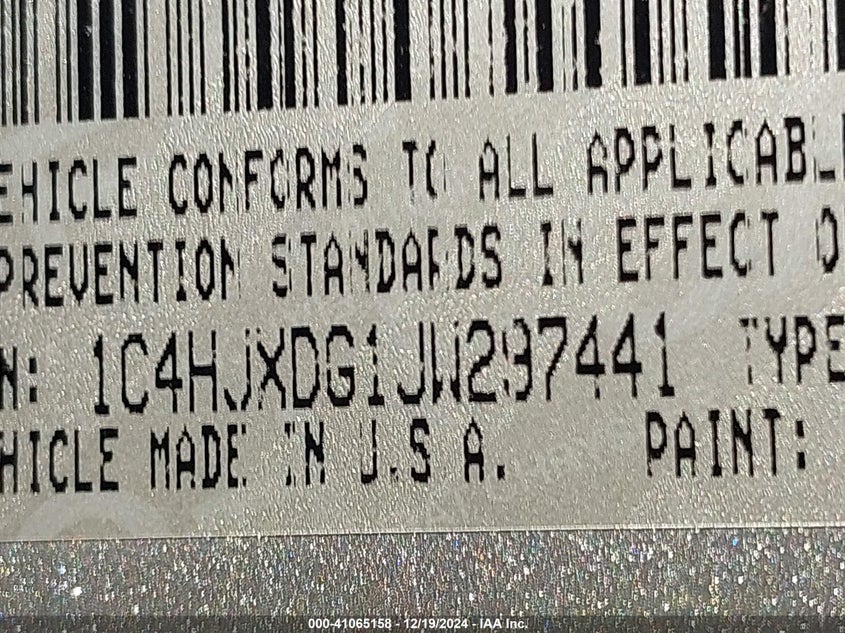 EHICLE CONFORMS TO ALL APPLICABL
PREVENTION STANDARDS IN EFFECT O
N: 1C4HJXDG1JW297441 TYPE
HICLE MADE IN U.S.A. PAINT:
000-41065158 - 12/19/2024 - IAA Inc.